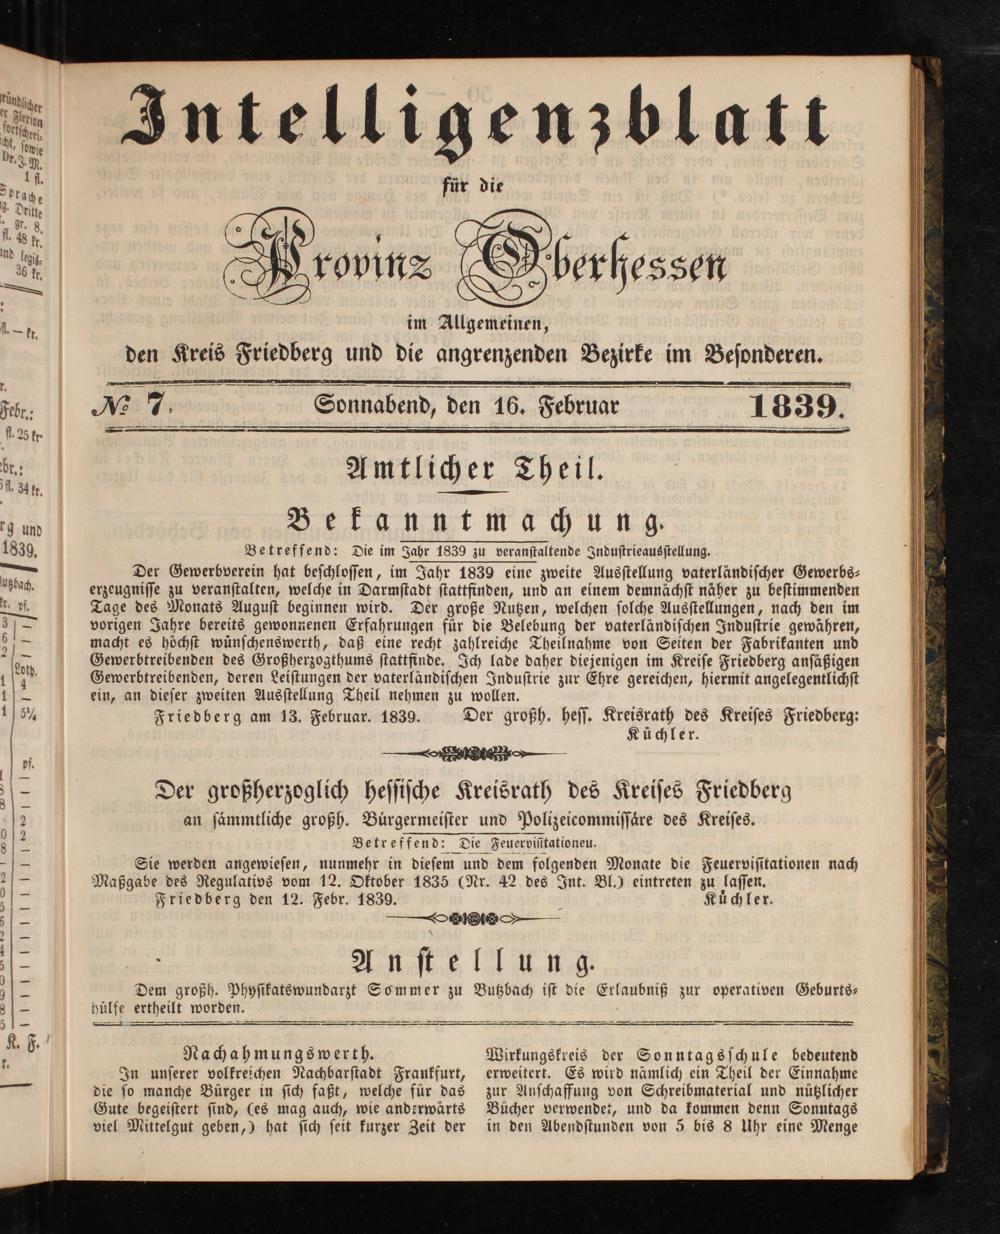 Intelligenzblatt
für die
Provinz Oberhessen
im Allgemeinen,
den Kreis Friedberg und die angrenzenden Bezirke im Besonderen.
№ 7. Sonnabend, den 16. Februar 1839.
Amtlicher Theil.
Bekanntmachung.
Betreffend: Die im Jahr 1839 zu veranstaltende Industrieausstellung.
Der Gewerbverein hat beschlossen, im Jahr 1839 eine zweite Ausstellung vaterländischer Gewerbs-
erzeugnisse zu veranstalten, welche in Darmstadt stattfinden, und an einem demnächst näher zu bestimmenden
Tage des Monats August beginnen wird. Der große Nutzen, welchen solche Ausstellungen, nach den im
vorigen Jahre bereits gewonnenen Erfahrungen für die Belebung der vaterländischen Industrie gewähren,
macht es höchst wünschenswerth, daß eine recht zahlreiche Theilnahme von Seiten der Fabrikanten und
Gewerbtreibenden des Großherzogthums stattfinde. Ich lade daher diejenigen im Kreise Friedberg ansäßigen
Gewerbtreibenden, deren Leistungen der vaterländischen Industrie zur Ehre gereichen, hiermit angelegentlichst
ein, an dieser zweiten Ausstellung Theil nehmen zu wollen.
Friedberg am 13. Februar. 1839. Der großh. hess. Kreisrath des Kreises Friedberg:
Küchler.
Der großherzoglich hessische Kreisrath des Kreises Friedberg
an sämmtliche großh. Bürgermeister und Polizeicommissäre des Kreises.
Betreffend: Die Feuervisitationeu.
Sie werden angewiesen, nunmehr in diesem und dem folgenden Monate die Feuervisitationen nach
Maßgabe des Regulativs vom 12. Oktober 1835 (Nr. 42 des Int. Bl.) eintreten zu lassen.
Friedberg den 12. Febr. 1839. Küchler.
Anstellung.
Dem großh. Physikatswundarzt Sommer zu Butzbach ist die Erlaubniß zur operativen Geburts-
hülfe ertheilt worden.
Nachahmungswerth.
In unserer volkreichen Nachbarstadt Frankfurt,
die so manche Bürger in sich faßt, welche für das
Gute begeistert sind, (es mag auch, wie anderwärts
viel Mittelgut geben,) hat sich seit kurzer Zeit der
Wirkungskreis der Sonntagsschule bedeutend
erweitert. Es wird nämlich ein Theil der Einnahme
zur Anschaffung von Schreibmaterial und nützlicher
Bücher verwendet, und da kommen denn Sonntags
in den Abendstunden von 5 bis 8 Uhr eine Menge